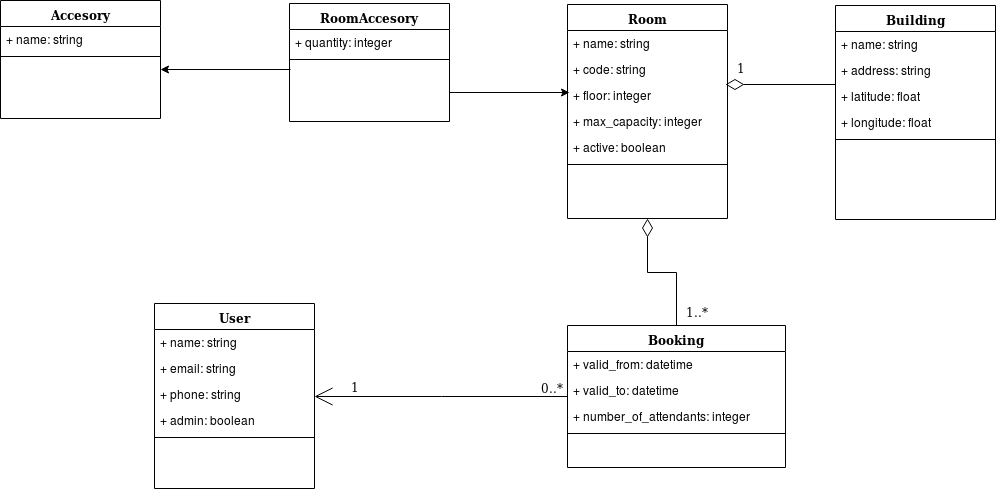 Accesory
+ name: string
RoomAccesory
+ quantity: integer
Room
+ name: string
+ code: string
+ floor: integer
+ max_capacity: integer
+ active: boolean
1
Building
+ name: string
+ address: string
+ latitude: float
+ longitude: float
User
+ name: string
+ email: string
+ phone: string
+ admin: boolean
1
0..*
1..*
Booking
+ valid_from: datetime
+ valid_to: datetime
+ number_of_attendants: integer